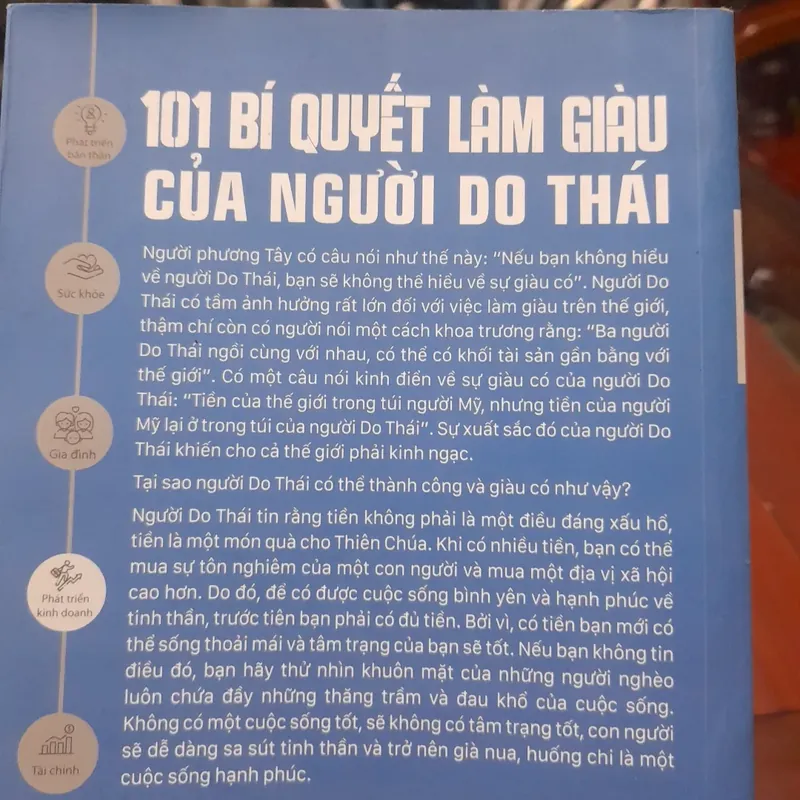 101 BÍ QUYẾT LÀM GIÀU
CỦA NGƯỜI DO THÁI
Phát triển
bản thân
Người phương Tây có câu nói như thế này: “Nếu bạn không hiểu
về người Do Thái, bạn sẽ không thể hiểu về sự giàu có”. Người Do
Thái có tầm ảnh hưởng rất lớn đối với việc làm giàu trên thế giới,
thậm chí còn có người nói một cách khoa trương rằng: “Ba người
Do Thái ngồi cùng với nhau, có thể có khối tài sản gần bằng với
thế giới”. Có một câu nói kinh điển về sự giàu có của người Do
Thái: “Tiền của thế giới trong túi người Mỹ, nhưng tiền của người
Mỹ lại ở trong túi của người Do Thái”. Sự xuất sắc đó của người Do
Thái khiến cho cả thế giới phải kinh ngạc.
Sức khỏe
Gia đình
Tại sao người Do Thái có thể thành công và giàu có như vậy?
Người Do Thái tin rằng tiền không phải là một điều đáng xấu hổ,
tiền là một món quà cho Thiên Chúa. Khi có nhiều tiền, bạn có thể
mua sự tôn nghiêm của một con người và mua một địa vị xã hội
cao hơn. Do đó, để có được cuộc sống bình yên và hạnh phúc về
tinh thần, trước tiên bạn phải có đủ tiền. Bởi vì, có tiền bạn mới có
thể sống thoải mái và tâm trạng của bạn sẽ tốt. Nếu bạn không tin
điều đó, bạn hãy thử nhìn khuôn mặt của những người nghèo
luôn chứa đầy những thăng trầm và đau khổ của cuộc sống.
Không có một cuộc sống tốt, sẽ không có tâm trạng tốt, con người
sẽ dễ dàng sa sút tinh thần và trở nên già nua, huống chi là một
cuộc sống hạnh phúc.
Phát triển
kinh doanh
Tài chính